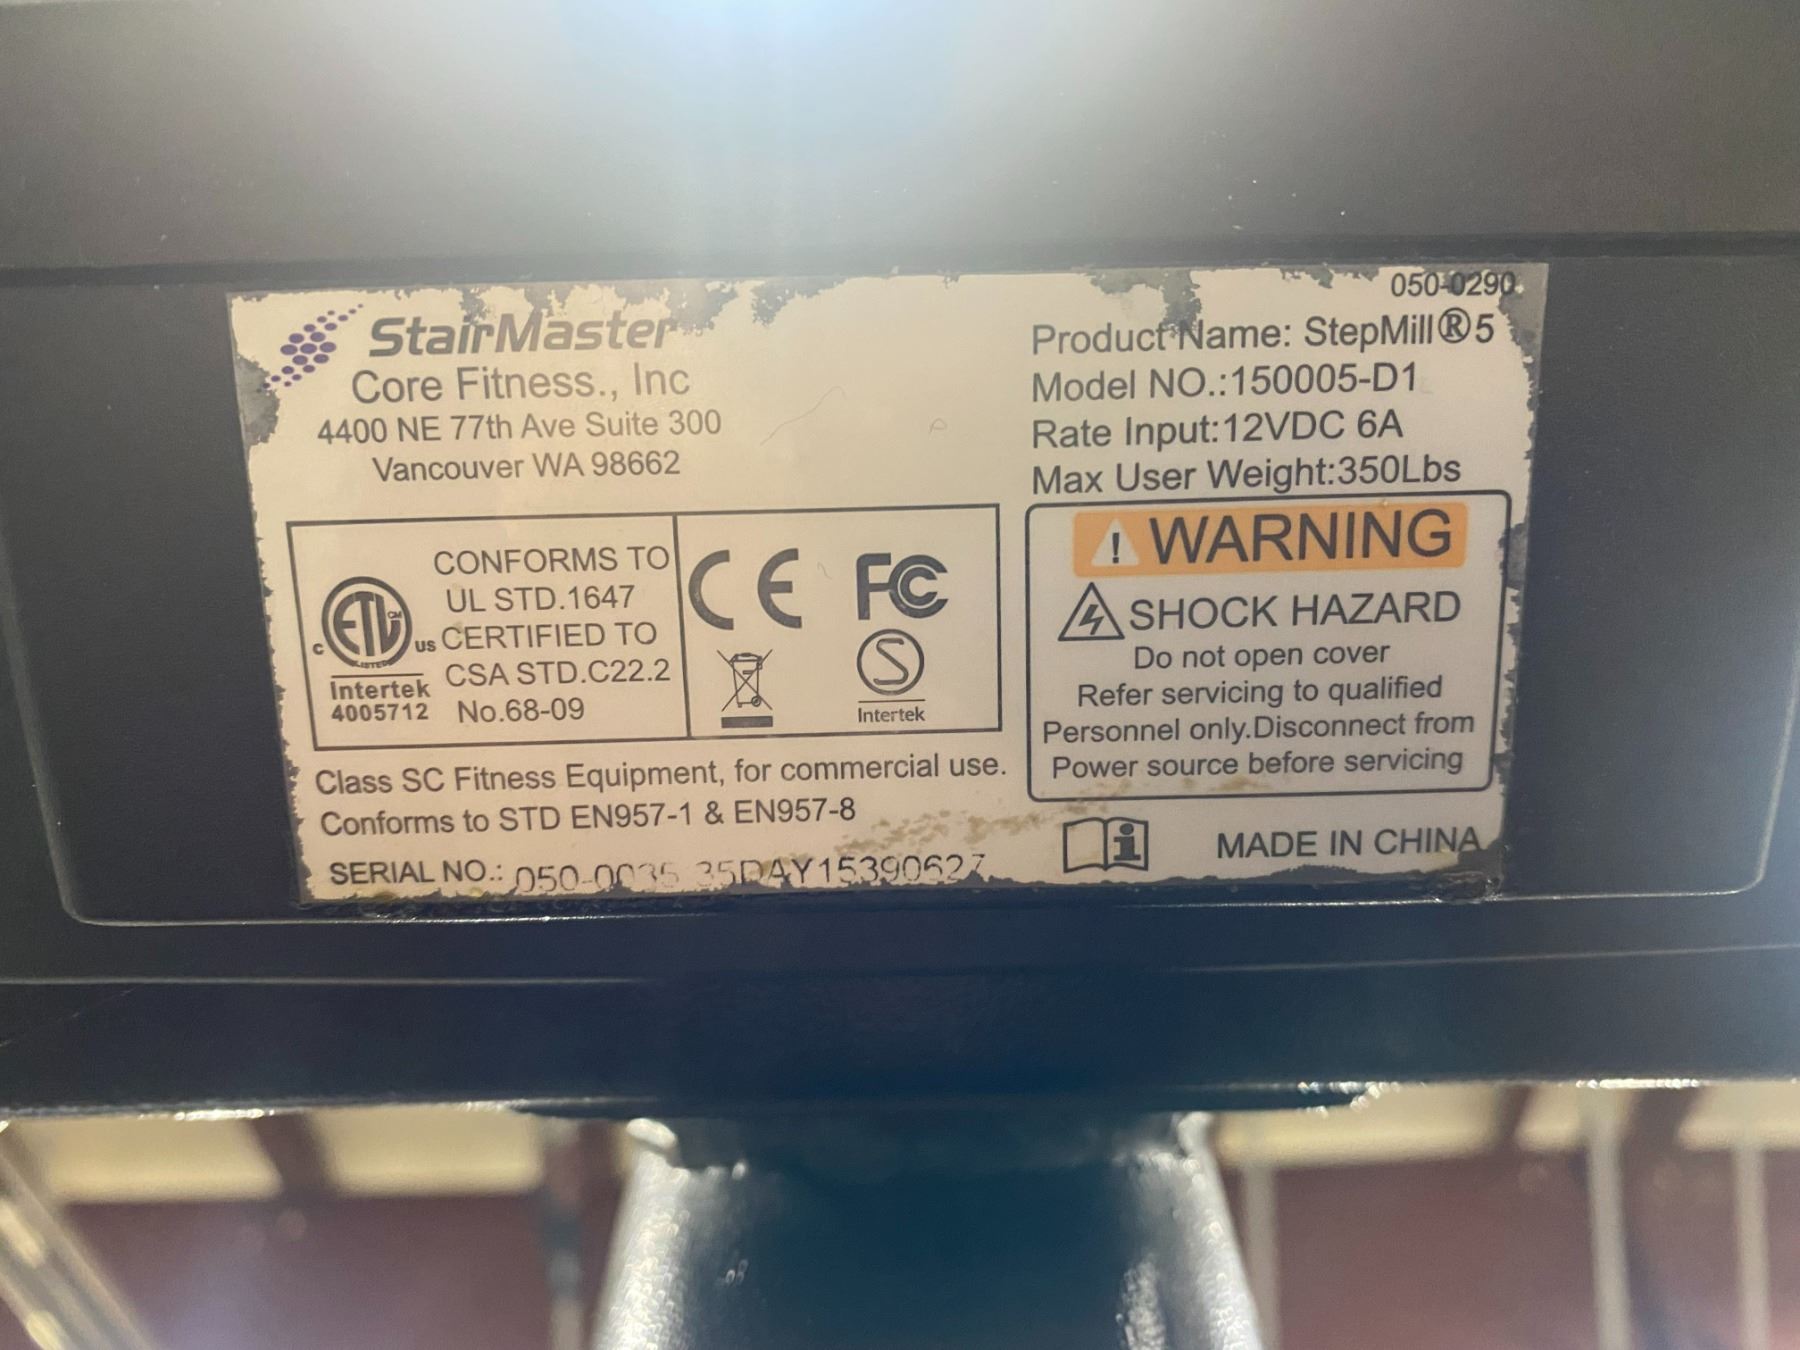 050-0290
StairMaster
Core Fitness., Inc
4400 NE 77th Ave Suite 300
Vancouver WA 98662
Product Name: StepMill®5
Model NO.:150005-D1
Rate Input:12VDC 6A
Max User Weight:350Lbs
ETL CM
LISTED
C US
Intertek
4005712
CONFORMS TO
UL STD.1647
CERTIFIED TO
CSA STD.C22.2
No.68-09
CE FC
S
Intertek
WARNING
SHOCK HAZARD
Do not open cover
Refer servicing to qualified
Personnel only.Disconnect from
Power source before servicing
Class SC Fitness Equipment, for commercial use.
Conforms to STD EN957-1 & EN957-8
SERIAL NO.:
MADE IN CHINA